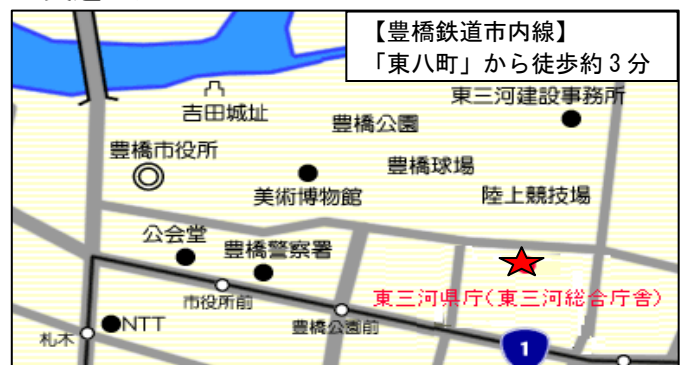 【豊橋鉄道市内線】
「東八町」から徒歩約3分
東三河建設事務所
吉田城址
豊橋公園
豊橋市役所
豊橋球場
美術博物館
陸上競技場
公会堂
豊橋警察署
東三河県庁(東三河総合庁舎)
市役所前
豊橋公園前
NTT
札木
1